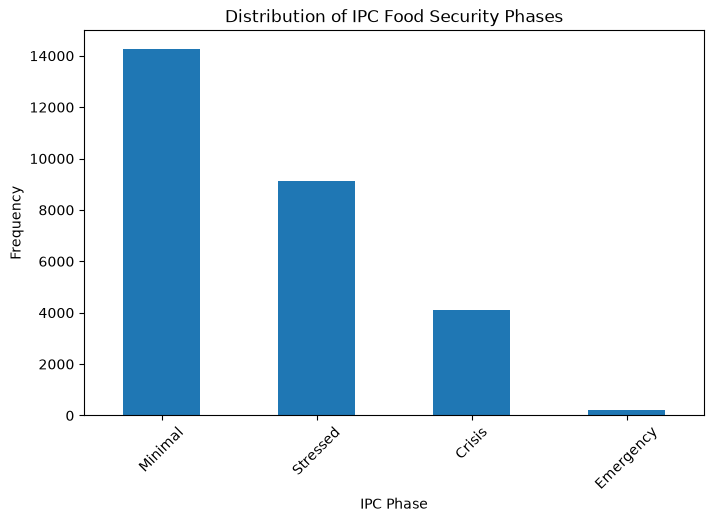 Distribution of IPC Food Security Phases
Frequency
14000
12000
10000
8000
6000
4000
2000
0
Minimal
Stressed
Crisis
Emergency
IPC Phase